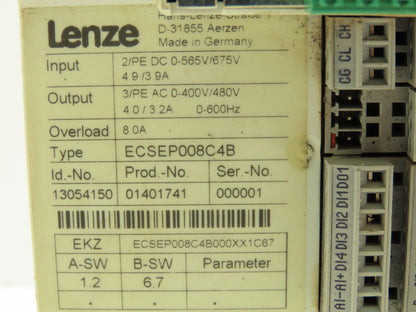 Hans-Lenze-Straße 1
Lenze
D-31855 Aerzen
Made in Germany
Input 2/PE DC 0-565V/675V
4.9 /3.9A
Output 3/PE AC 0-400V/480V
4.0 / 3.2A 0-600Hz
Overload 8.0A
Type ECSEP008C4B
Id.-No. Prod.-No. Ser.-No.
13054150 01401741 000001
EKZ ECSEP008C4B000XX1C67
A-SW B-SW Parameter
1.2 6.7
. . .
CG CL CH
AI- AI+ DI4 DI3 DI2 DI1 DO1